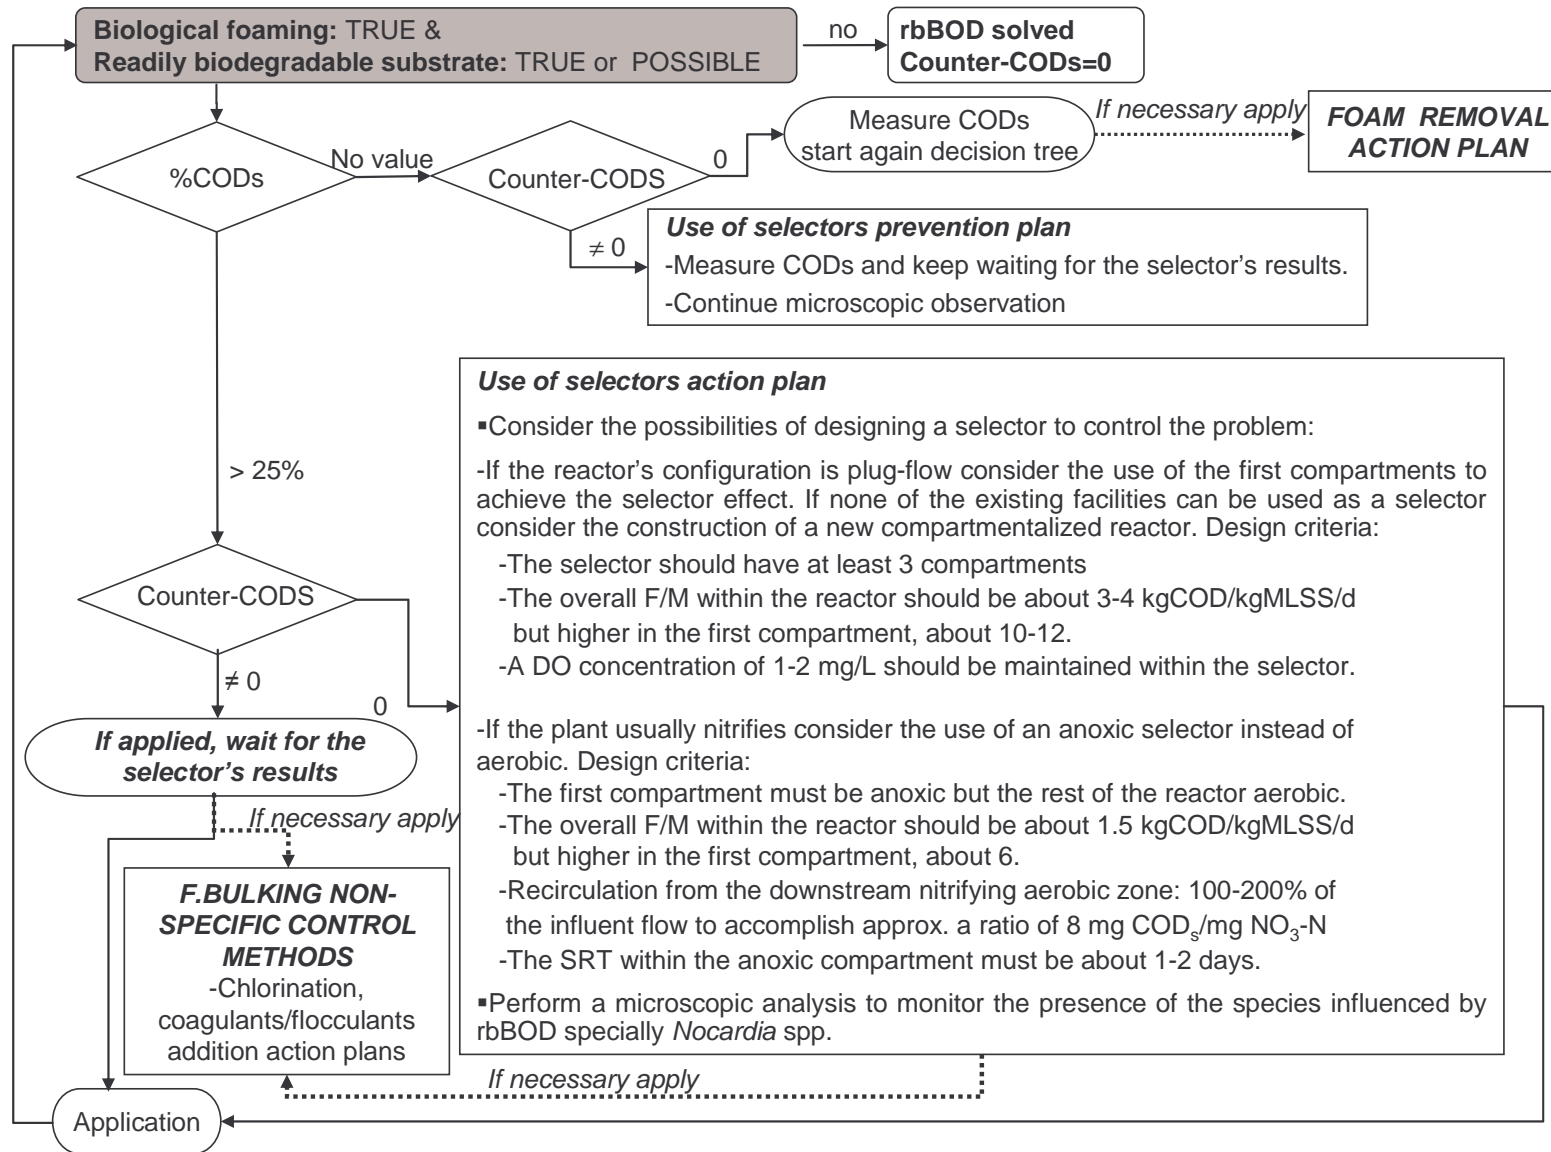 Biological foaming: TRUE &
Readily biodegradable substrate: TRUE or POSSIBLE
no
rbBOD solved
Counter-CODs=0
%CODs
No value
Counter-CODS
0
Measure CODs
start again decision tree
If necessary apply
FOAM REMOVAL
ACTION PLAN
≠ 0
Use of selectors prevention plan
-Measure CODs and keep waiting for the selector's results.
-Continue microscopic observation
> 25%
Counter-CODS
≠ 0
0
If applied, wait for the
selector's results
If necessary apply
F.BULKING NON-
SPECIFIC CONTROL
METHODS
-Chlorination,
coagulants/flocculants
addition action plans
Use of selectors action plan
▪Consider the possibilities of designing a selector to control the problem:
-If the reactor's configuration is plug-flow consider the use of the first compartments to
achieve the selector effect. If none of the existing facilities can be used as a selector
consider the construction of a new compartmentalized reactor. Design criteria:
-The selector should have at least 3 compartments
-The overall F/M within the reactor should be about 3-4 kgCOD/kgMLSS/d
but higher in the first compartment, about 10-12.
-A DO concentration of 1-2 mg/L should be maintained within the selector.
-If the plant usually nitrifies consider the use of an anoxic selector instead of
aerobic. Design criteria:
-The first compartment must be anoxic but the rest of the reactor aerobic.
-The overall F/M within the reactor should be about 1.5 kgCOD/kgMLSS/d
but higher in the first compartment, about 6.
-Recirculation from the downstream nitrifying aerobic zone: 100-200% of
the influent flow to accomplish approx. a ratio of 8 mg CODs/mg NO3-N
-The SRT within the anoxic compartment must be about 1-2 days.
▪Perform a microscopic analysis to monitor the presence of the species influenced by
rbBOD specially Nocardia spp.
If necessary apply
Application